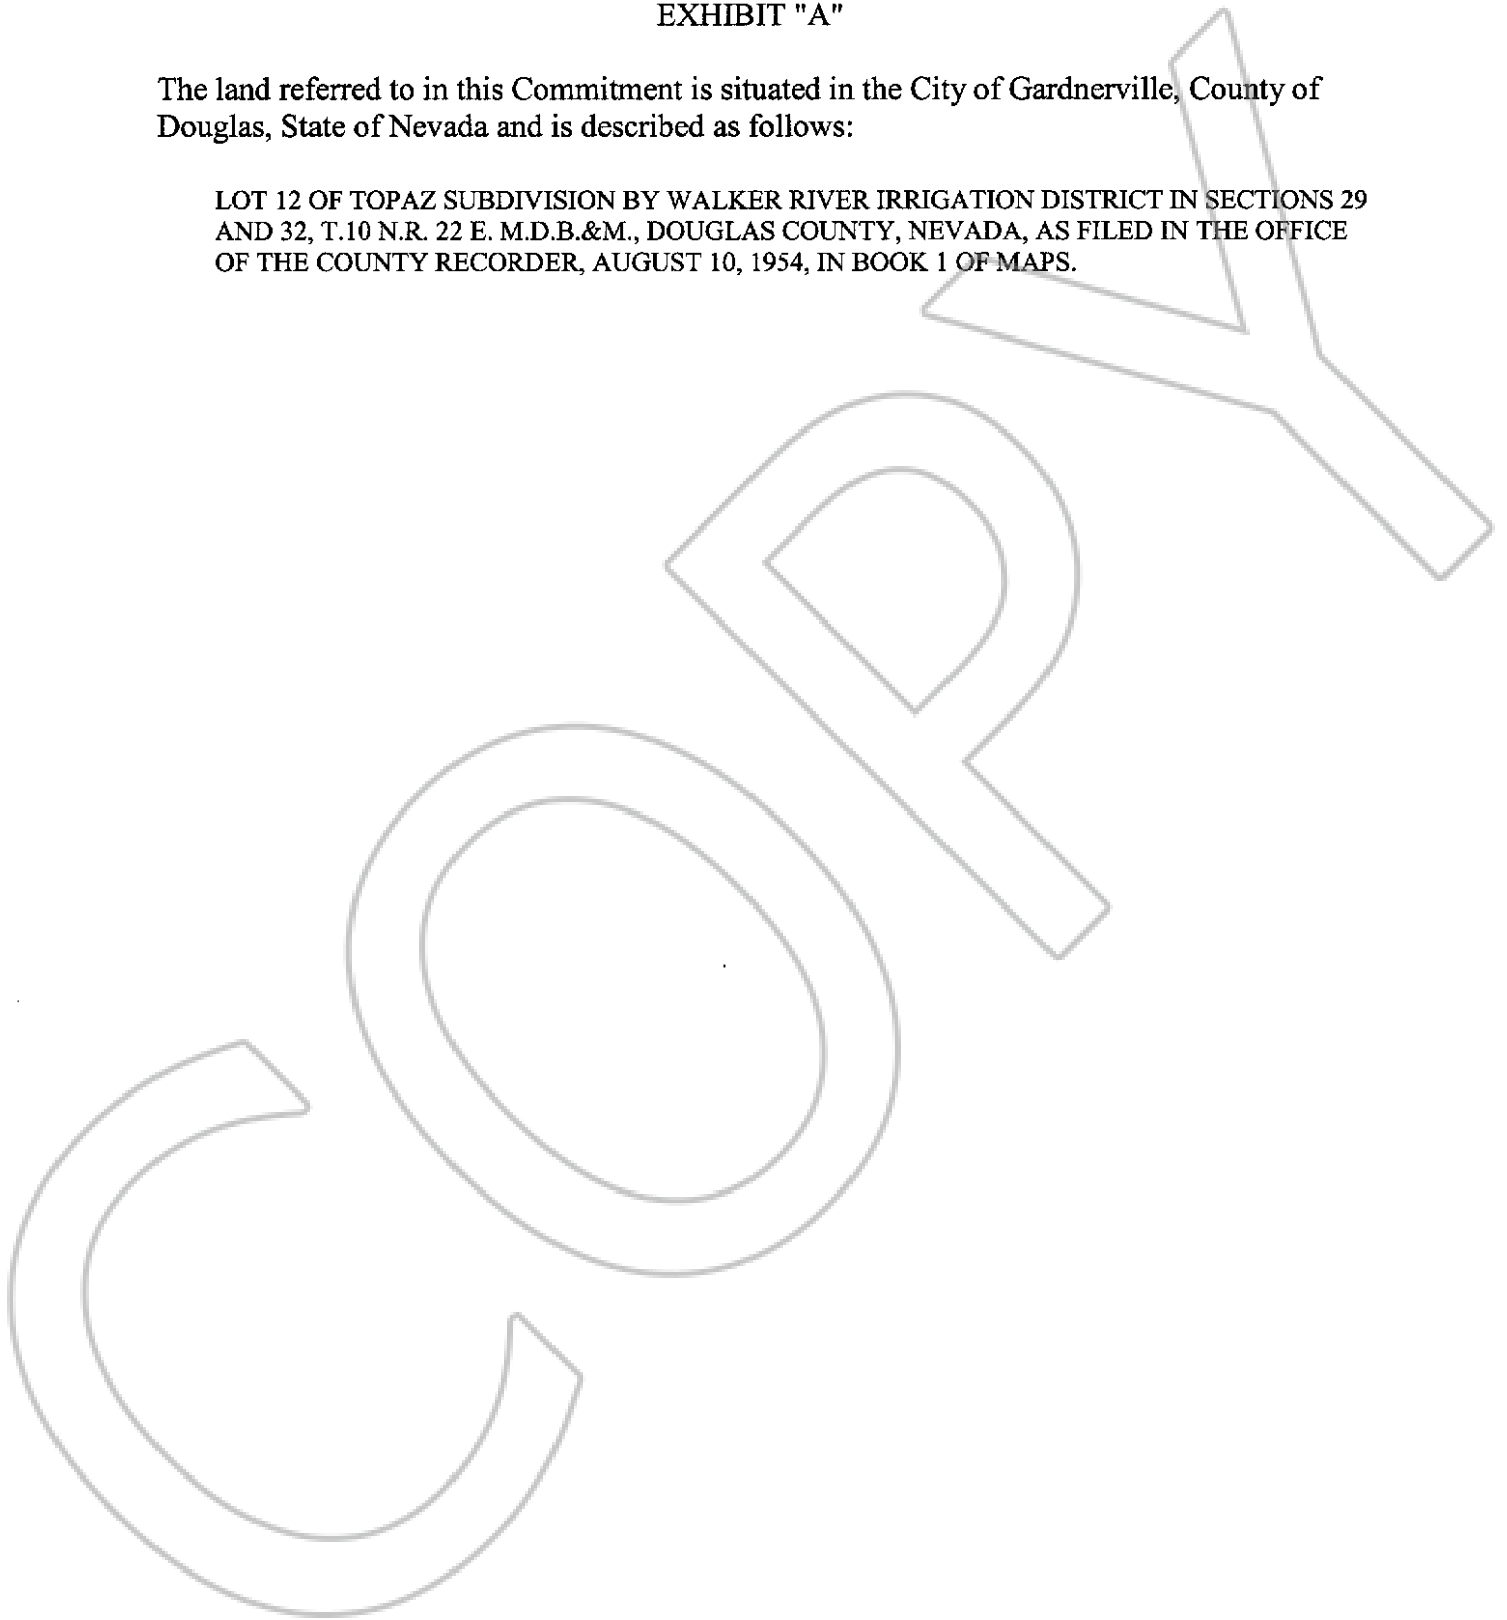 EXHIBIT "A"
The land referred to in this Commitment is situated in the City of Gardnerville, County of
Douglas, State of Nevada and is described as follows:
LOT 12 OF TOPAZ SUBDIVISION BY WALKER RIVER IRRIGATION DISTRICT IN SECTIONS 29
AND 32, T.10 N.R. 22 E. M.D.B.&M., DOUGLAS COUNTY, NEVADA, AS FILED IN THE OFFICE
OF THE COUNTY RECORDER, AUGUST 10, 1954, IN BOOK 1 OF MAPS.
COPY